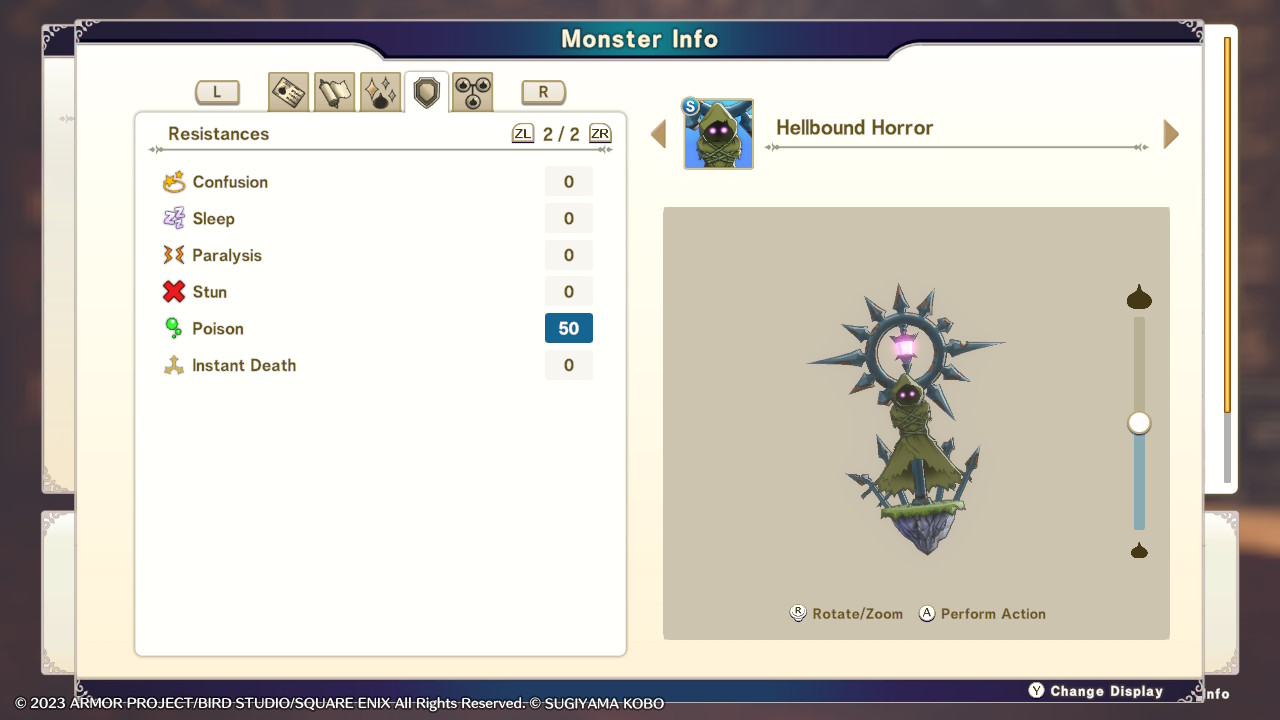 Monster Info
L
R
Resistances
ZL 2 / 2 ZR
Confusion 0
Sleep 0
Paralysis 0
Stun 0
Poison 50
Instant Death 0
S
Hellbound Horror
R Rotate/Zoom A Perform Action
Y Change Display
nfo
© 2023 ARMOR PROJECT/BIRD STUDIO/SQUARE ENIX All Rights Reserved. © SUGIYAMA KOBO